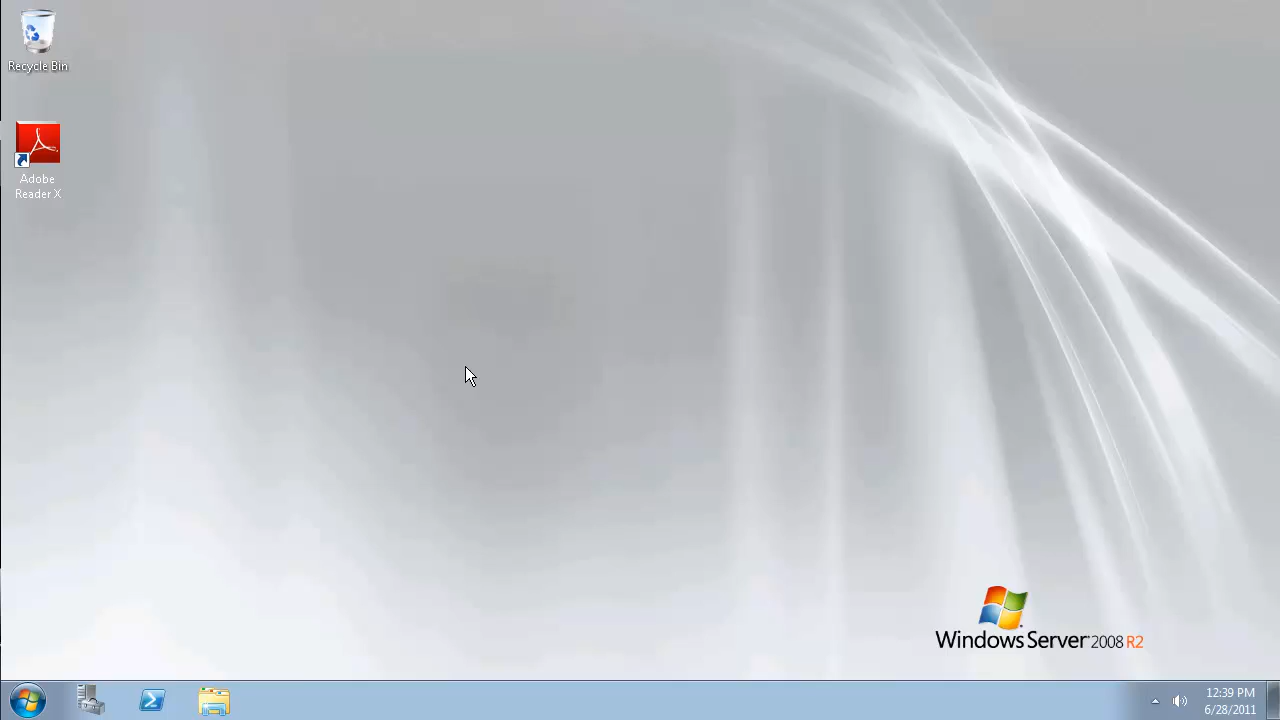 Recycle Bin
Adobe
Reader X
Windows Server 2008 R2
12:39 PM
6/28/2011